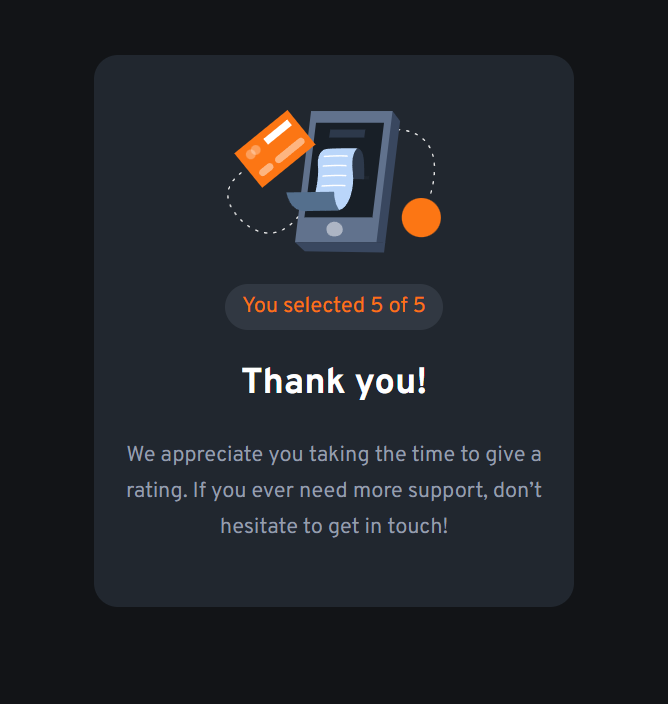 You selected 5 of 5
Thank you!
We appreciate you taking the time to give a
rating. If you ever need more support, don’t
hesitate to get in touch!